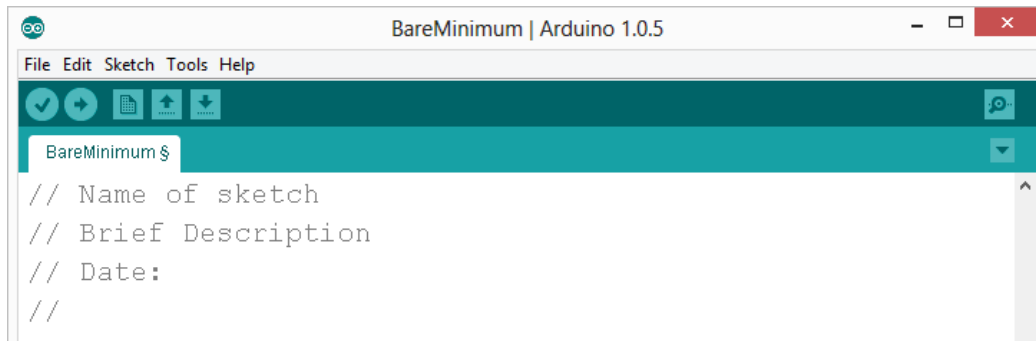 BareMinimum | Arduino 1.0.5
File Edit Sketch Tools Help
BareMinimum §
// Name of sketch
// Brief Description
// Date:
//